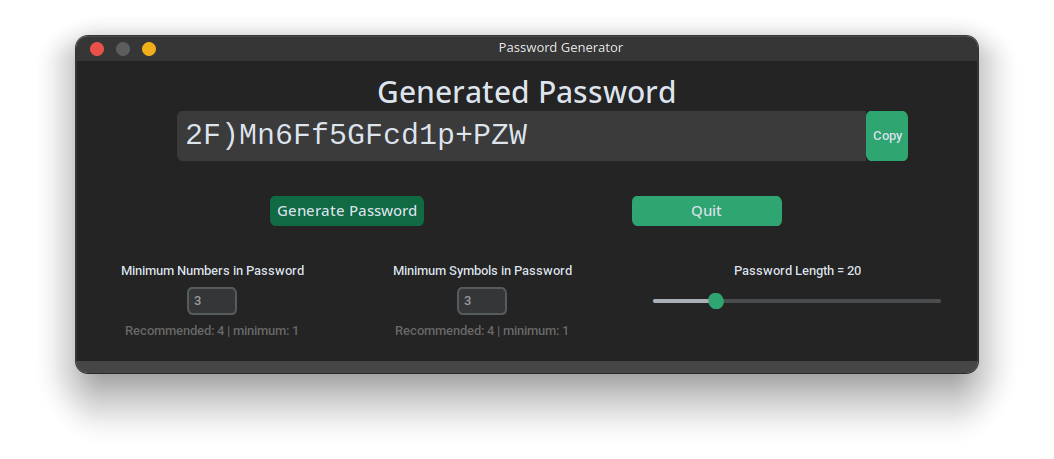 Password Generator
Generated Password
2F)Mn6Ff5GFcd1p+PZW
Copy
Generate Password
Quit
Minimum Numbers in Password
Minimum Symbols in Password
Password Length = 20
3
3
Recommended: 4 | minimum: 1
Recommended: 4 | minimum: 1